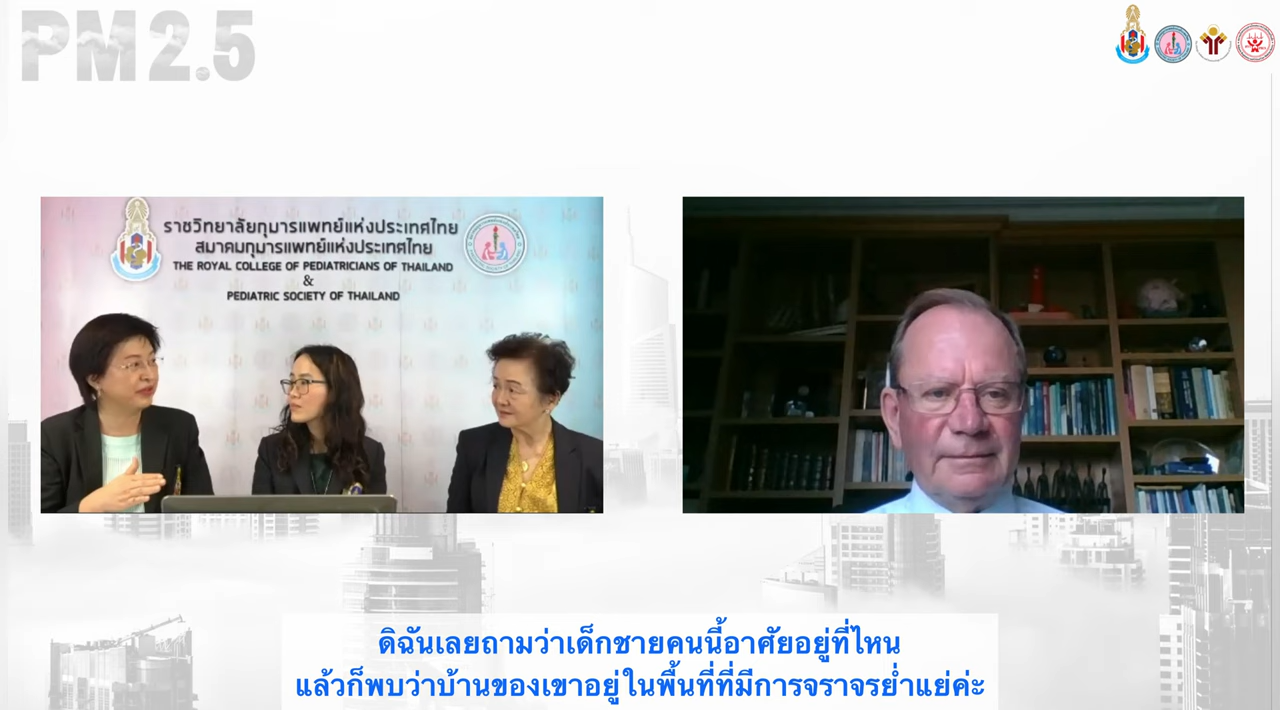 PM2.5
ราชวิทยาลัยกุมารแพทย์แห่งประเทศไทย
สมาคมกุมารแพทย์แห่งประเทศไทย
THE ROYAL COLLEGE OF PEDIATRICIANS OF THAILAND
&
PEDIATRIC SOCIETY OF THAILAND
ดิฉันเลยถามว่าเด็กชายคนนี้อาศัยอยู่ที่ไหน
แล้วก็พบว่าบ้านของเขาอยู่ในพื้นที่ที่มีการจราจรย่ำแย่ค่ะ